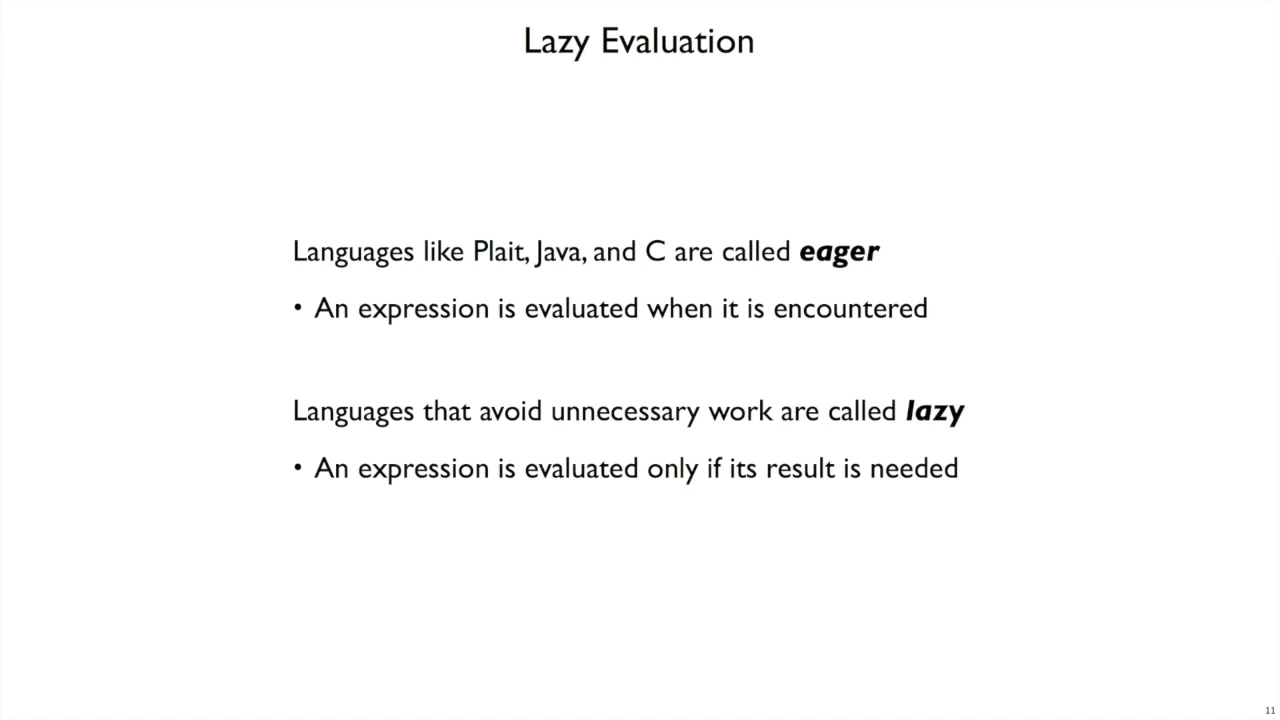 Lazy Evaluation
Languages like Plait, Java, and C are called eager
• An expression is evaluated when it is encountered
Languages that avoid unnecessary work are called lazy
• An expression is evaluated only if its result is needed
11